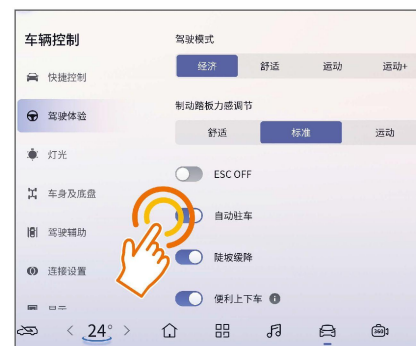 车辆控制
快捷控制
驾驶体验
灯光
车身及底盘
驾驶辅助
连接设置
驾驶模式
经济 舒适 运动 运动+
制动踏板力感调节
舒适 标准 运动
ESC OFF
自动驻车
陡坡缓降
便利上下车
24°
360